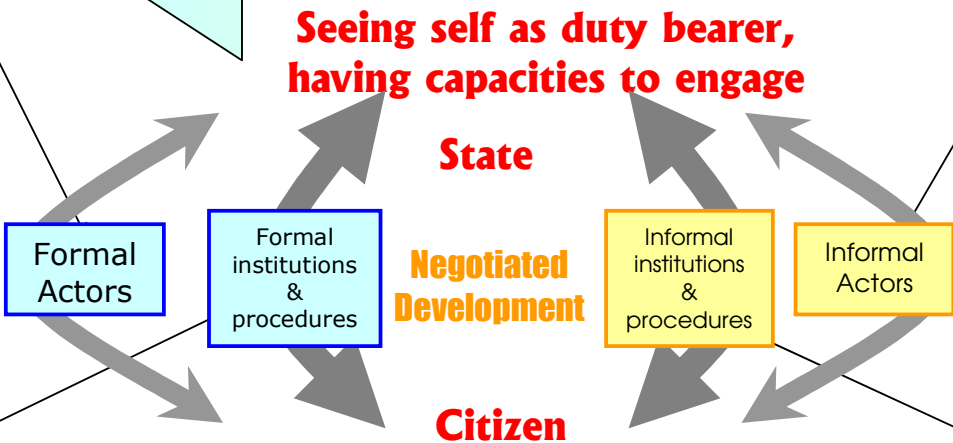 Seeing self as duty bearer,
having capacities to engage
State
Formal
Actors
Formal
institutions
&
procedures
Negotiated
Development
Informal
institutions
&
procedures
Informal
Actors
Citizen